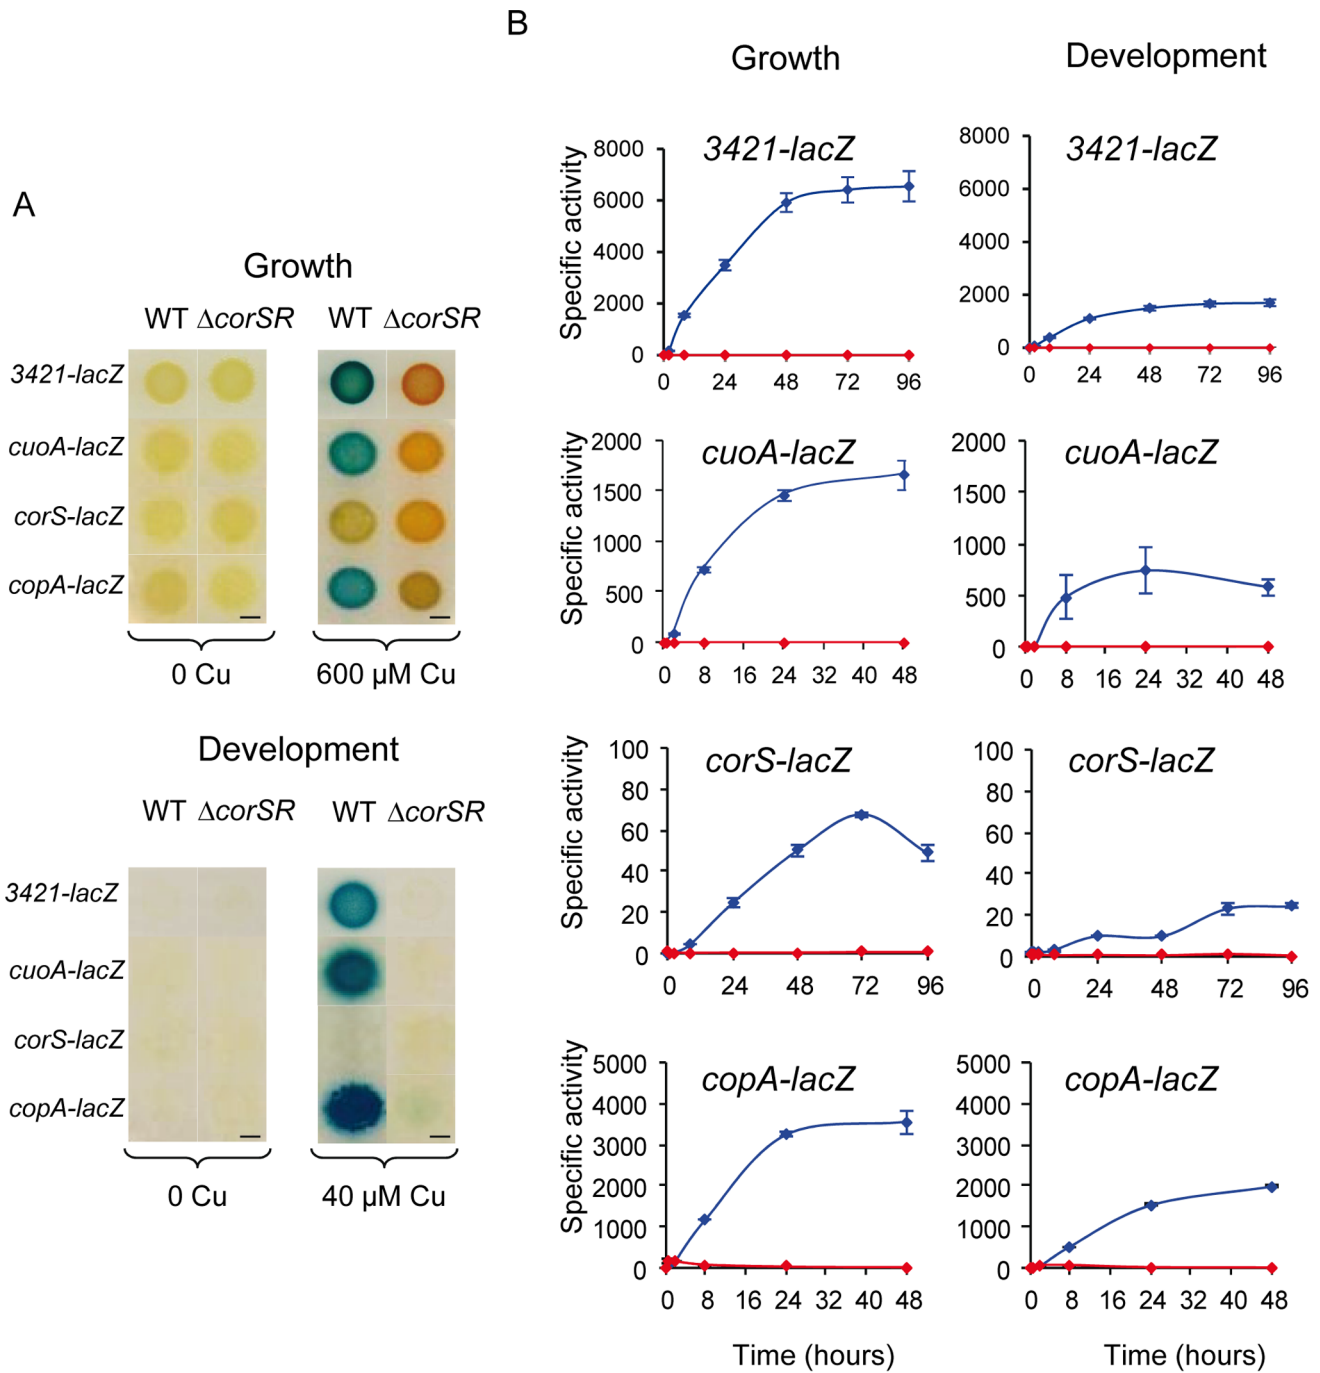 A
Growth
WT ΔcorSR WT ΔcorSR
3421-lacZ
cuoA-lacZ
corS-lacZ
copA-lacZ
0 Cu 600 µM Cu
Development
WT ΔcorSR WT ΔcorSR
3421-lacZ
cuoA-lacZ
corS-lacZ
copA-lacZ
0 Cu 40 µM Cu
B
Growth Development
3421-lacZ
Specific activity
8000
6000
4000
2000
0
0 24 48 72 96
3421-lacZ
8000
6000
4000
2000
0
0 24 48 72 96
cuoA-lacZ
Specific activity
2000
1500
1000
500
0
0 8 16 24 32 40 48
cuoA-lacZ
2000
1500
1000
500
0
0 8 16 24 32 40 48
corS-lacZ
Specific activity
100
80
60
40
20
0
0 24 48 72 96
corS-lacZ
100
80
60
40
20
0
0 24 48 72 96
copA-lacZ
Specific activity
5000
4000
3000
2000
1000
0
0 8 16 24 32 40 48
copA-lacZ
5000
4000
3000
2000
1000
0
0 8 16 24 32 40 48
Time (hours) Time (hours)